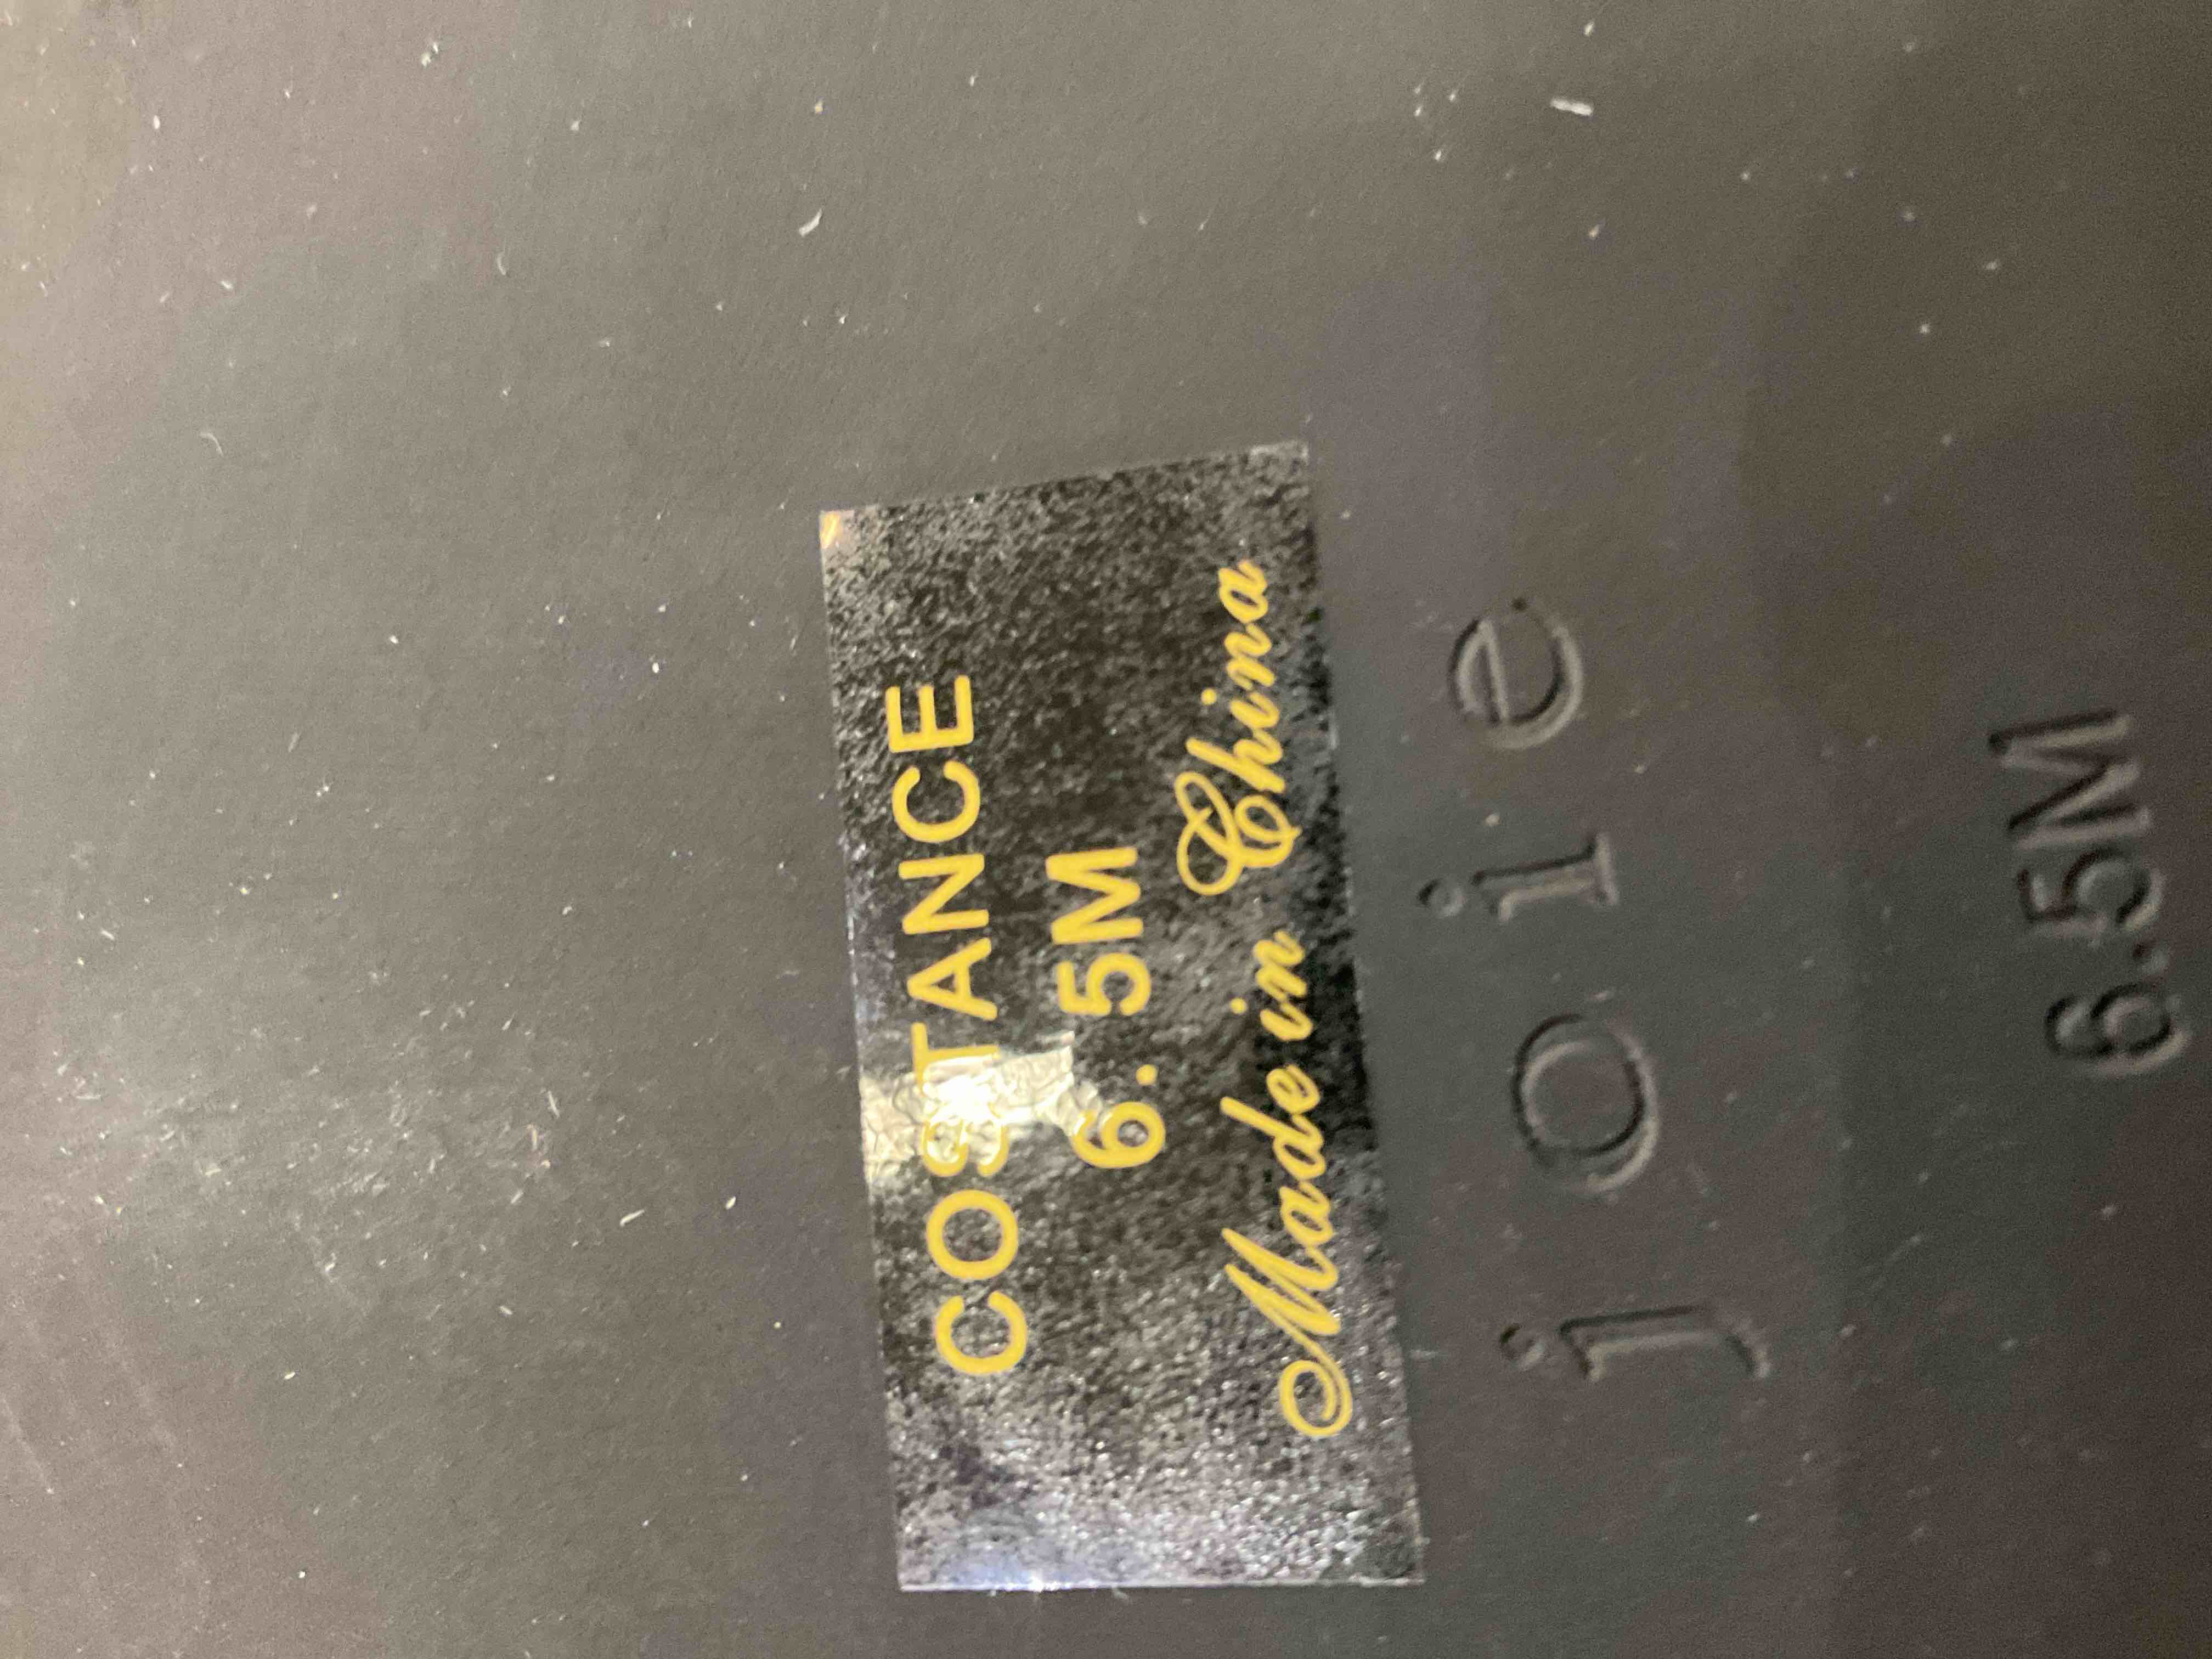 COSTANCE
6. 5M
Made in China
joie
6.5M